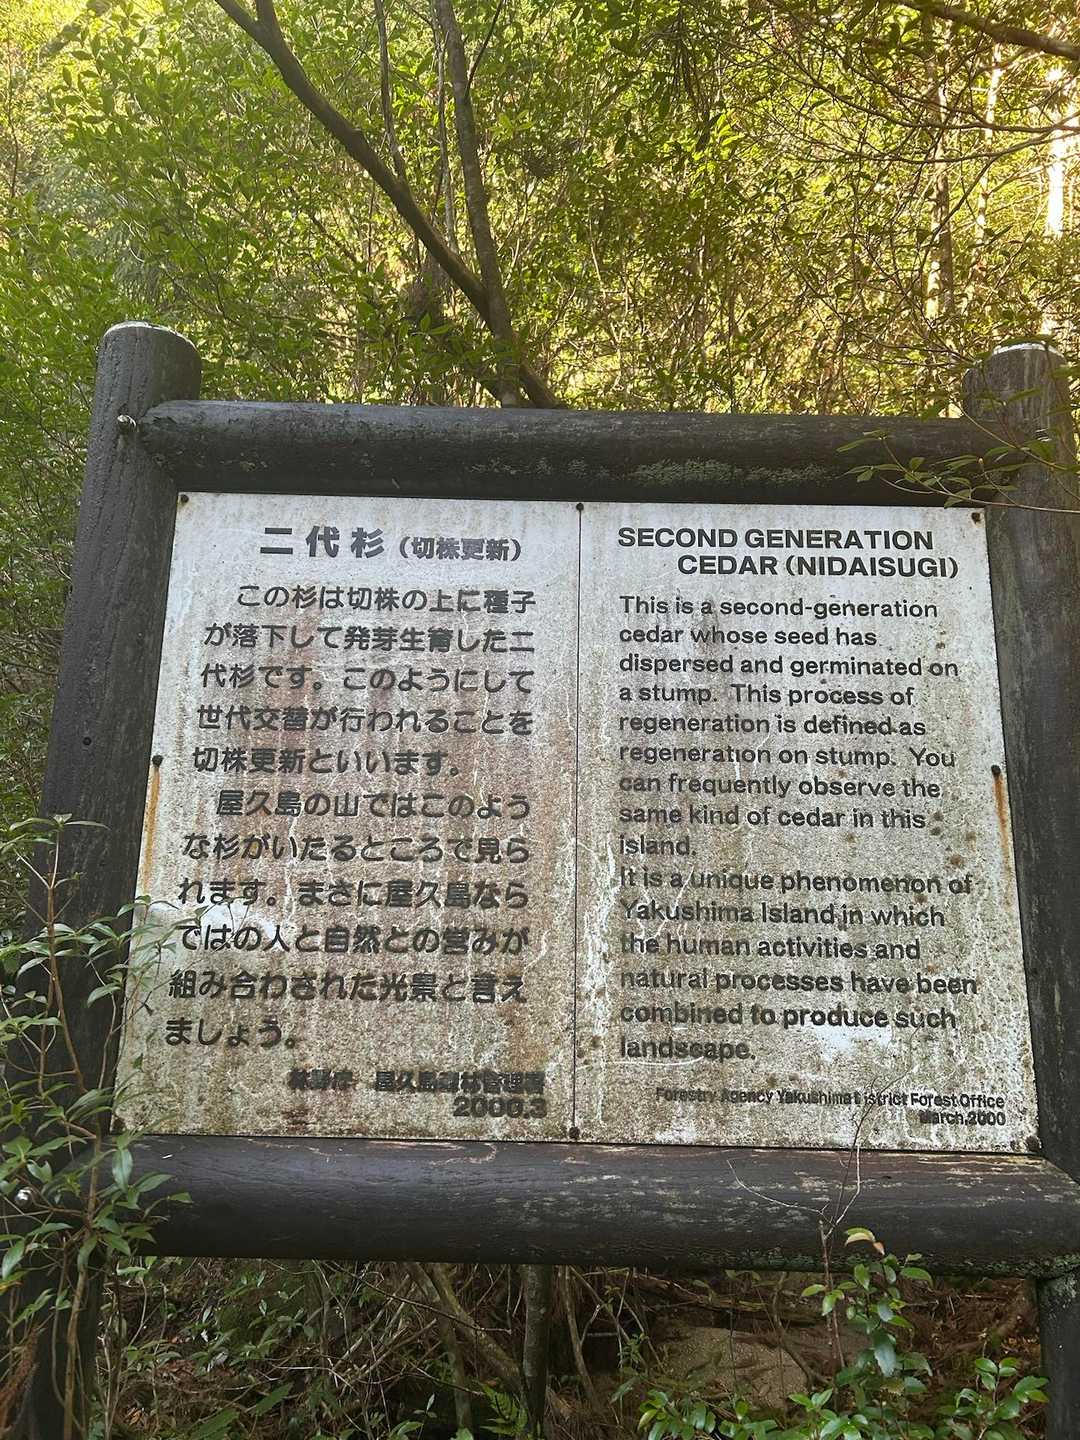 二代杉（切株更新）
この杉は切株の上に種子
が落下して発芽生育した二
代杉です。このようにして
世代交替が行われることを
切株更新といいます。
屋久島の山ではこのよう
な杉がいたるところで見ら
れます。まさに屋久島なら
ではの人と自然との営みが
組み合わされた光景と言え
ましょう。
林野庁 屋久島森林管理署
2000.3
SECOND GENERATION
CEDAR (NIDAISUGI)
This is a second-generation
cedar whose seed has
dispersed and germinated on
a stump. This process of
regeneration is defined as
regeneration on stump. You
can frequently observe the
same kind of cedar in this
island.
It is a unique phenomenon of
Yakushima Island in which
the human activities and
natural processes have been
combined to produce such
landscape.
Forestry Agency Yakushima District Forest Office
March,2000